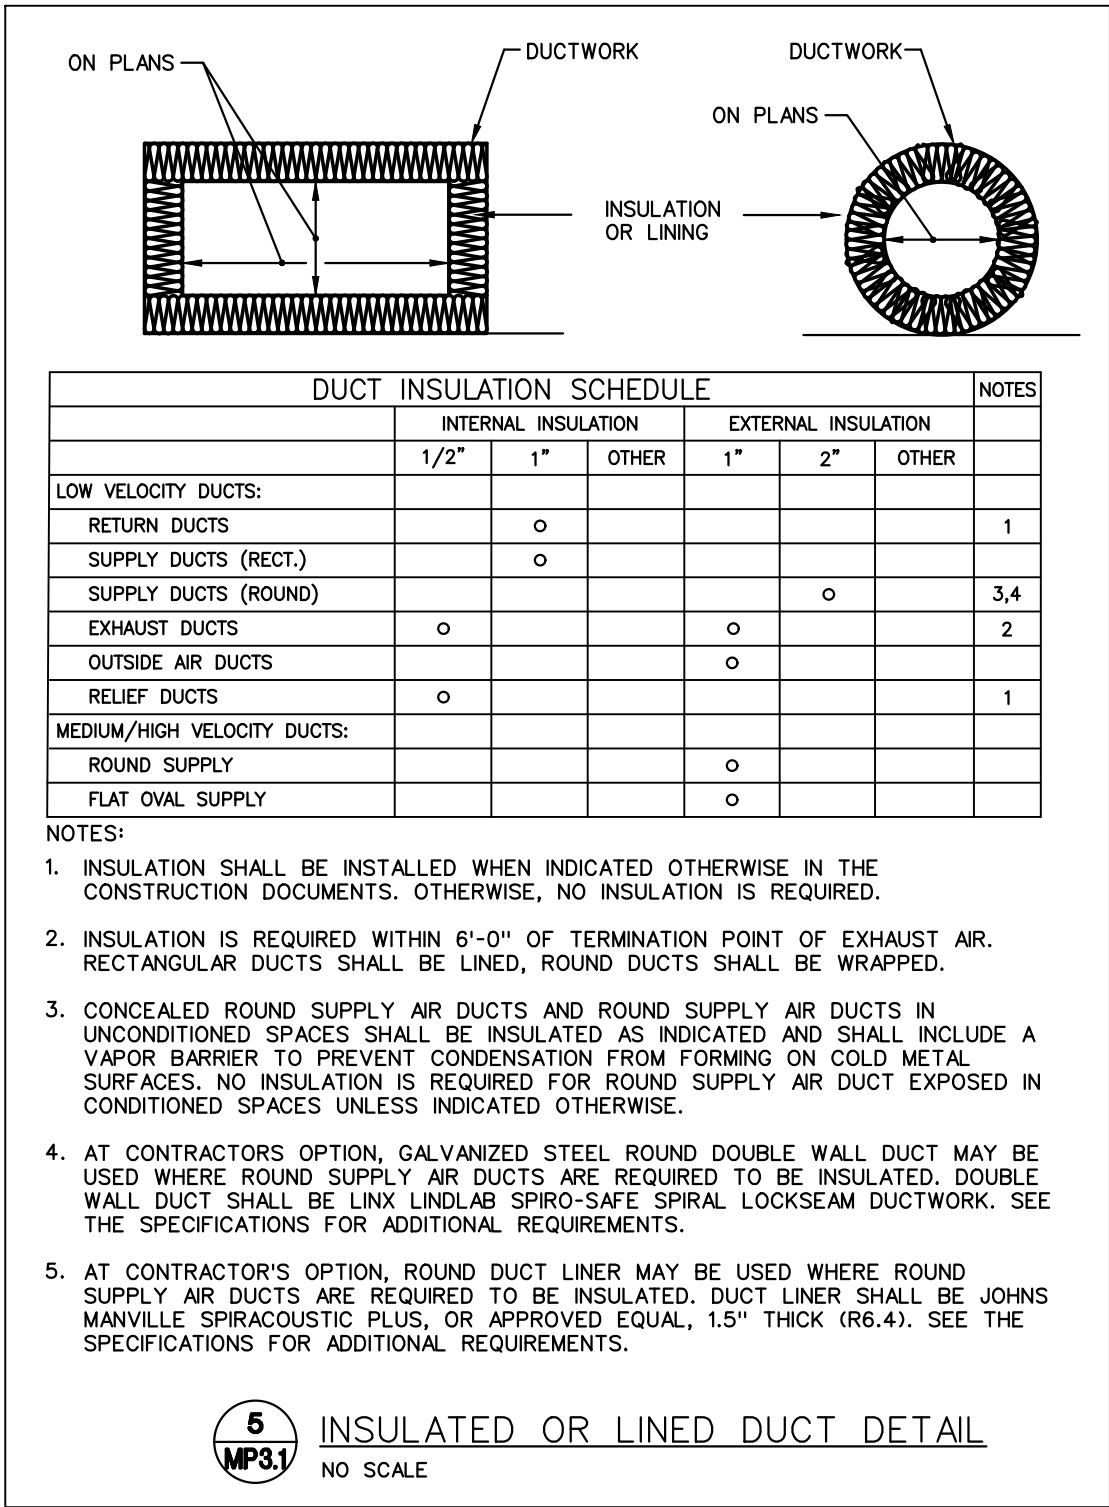 ON PLANS
DUCTWORK
DUCTWORK
ON PLANS
INSULATION
OR LINING
DUCT INSULATION SCHEDULE NOTES
INTERNAL INSULATION EXTERNAL INSULATION
1/2" 1" OTHER 1" 2" OTHER
LOW VELOCITY DUCTS:
RETURN DUCTS 1
SUPPLY DUCTS (RECT.)
SUPPLY DUCTS (ROUND) 3,4
EXHAUST DUCTS 2
OUTSIDE AIR DUCTS
RELIEF DUCTS 1
MEDIUM/HIGH VELOCITY DUCTS:
ROUND SUPPLY
FLAT OVAL SUPPLY
NOTES:
1. INSULATION SHALL BE INSTALLED WHEN INDICATED OTHERWISE IN THE
CONSTRUCTION DOCUMENTS. OTHERWISE, NO INSULATION IS REQUIRED.
2. INSULATION IS REQUIRED WITHIN 6'-0" OF TERMINATION POINT OF EXHAUST AIR.
RECTANGULAR DUCTS SHALL BE LINED, ROUND DUCTS SHALL BE WRAPPED.
3. CONCEALED ROUND SUPPLY AIR DUCTS AND ROUND SUPPLY AIR DUCTS IN
UNCONDITIONED SPACES SHALL BE INSULATED AS INDICATED AND SHALL INCLUDE A
VAPOR BARRIER TO PREVENT CONDENSATION FROM FORMING ON COLD METAL
SURFACES. NO INSULATION IS REQUIRED FOR ROUND SUPPLY AIR DUCT EXPOSED IN
CONDITIONED SPACES UNLESS INDICATED OTHERWISE.
4. AT CONTRACTORS OPTION, GALVANIZED STEEL ROUND DOUBLE WALL DUCT MAY BE
USED WHERE ROUND SUPPLY AIR DUCTS ARE REQUIRED TO BE INSULATED. DOUBLE
WALL DUCT SHALL BE LINX LINDLAB SPIRO-SAFE SPIRAL LOCKSEAM DUCTWORK. SEE
THE SPECIFICATIONS FOR ADDITIONAL REQUIREMENTS.
5. AT CONTRACTOR'S OPTION, ROUND DUCT LINER MAY BE USED WHERE ROUND
SUPPLY AIR DUCTS ARE REQUIRED TO BE INSULATED. DUCT LINER SHALL BE JOHNS
MANVILLE SPIRACOUSTIC PLUS, OR APPROVED EQUAL, 1.5" THICK (R6.4). SEE THE
SPECIFICATIONS FOR ADDITIONAL REQUIREMENTS.
5
MP3.1
INSULATED OR LINED DUCT DETAIL
NO SCALE